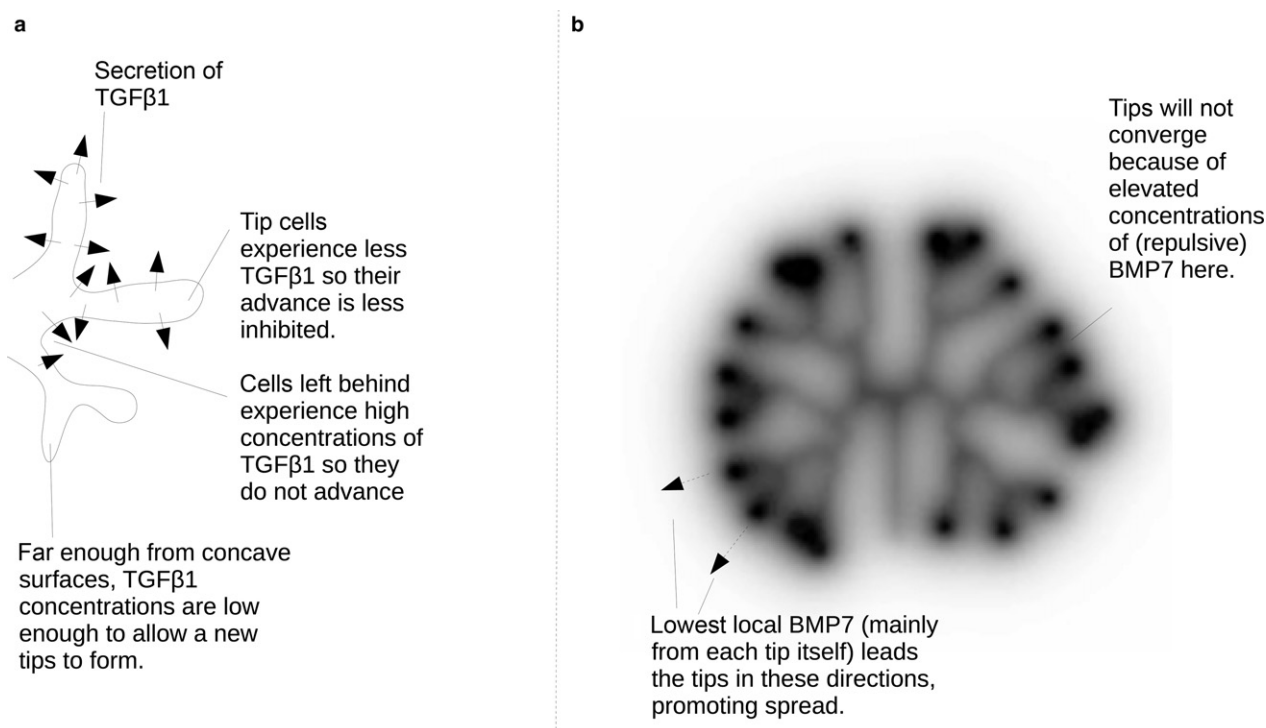 a
Secretion of
TGFβ1
Tip cells
experience less
TGFβ1 so their
advance is less
inhibited.
Cells left behind
experience high
concentrations of
TGFβ1 so they
do not advance
Far enough from concave
surfaces, TGFβ1
concentrations are low
enough to allow a new
tips to form.
b
Tips will not
converge
because of
elevated
concentrations
of (repulsive)
BMP7 here.
Lowest local BMP7 (mainly
from each tip itself) leads
the tips in these directions,
promoting spread.